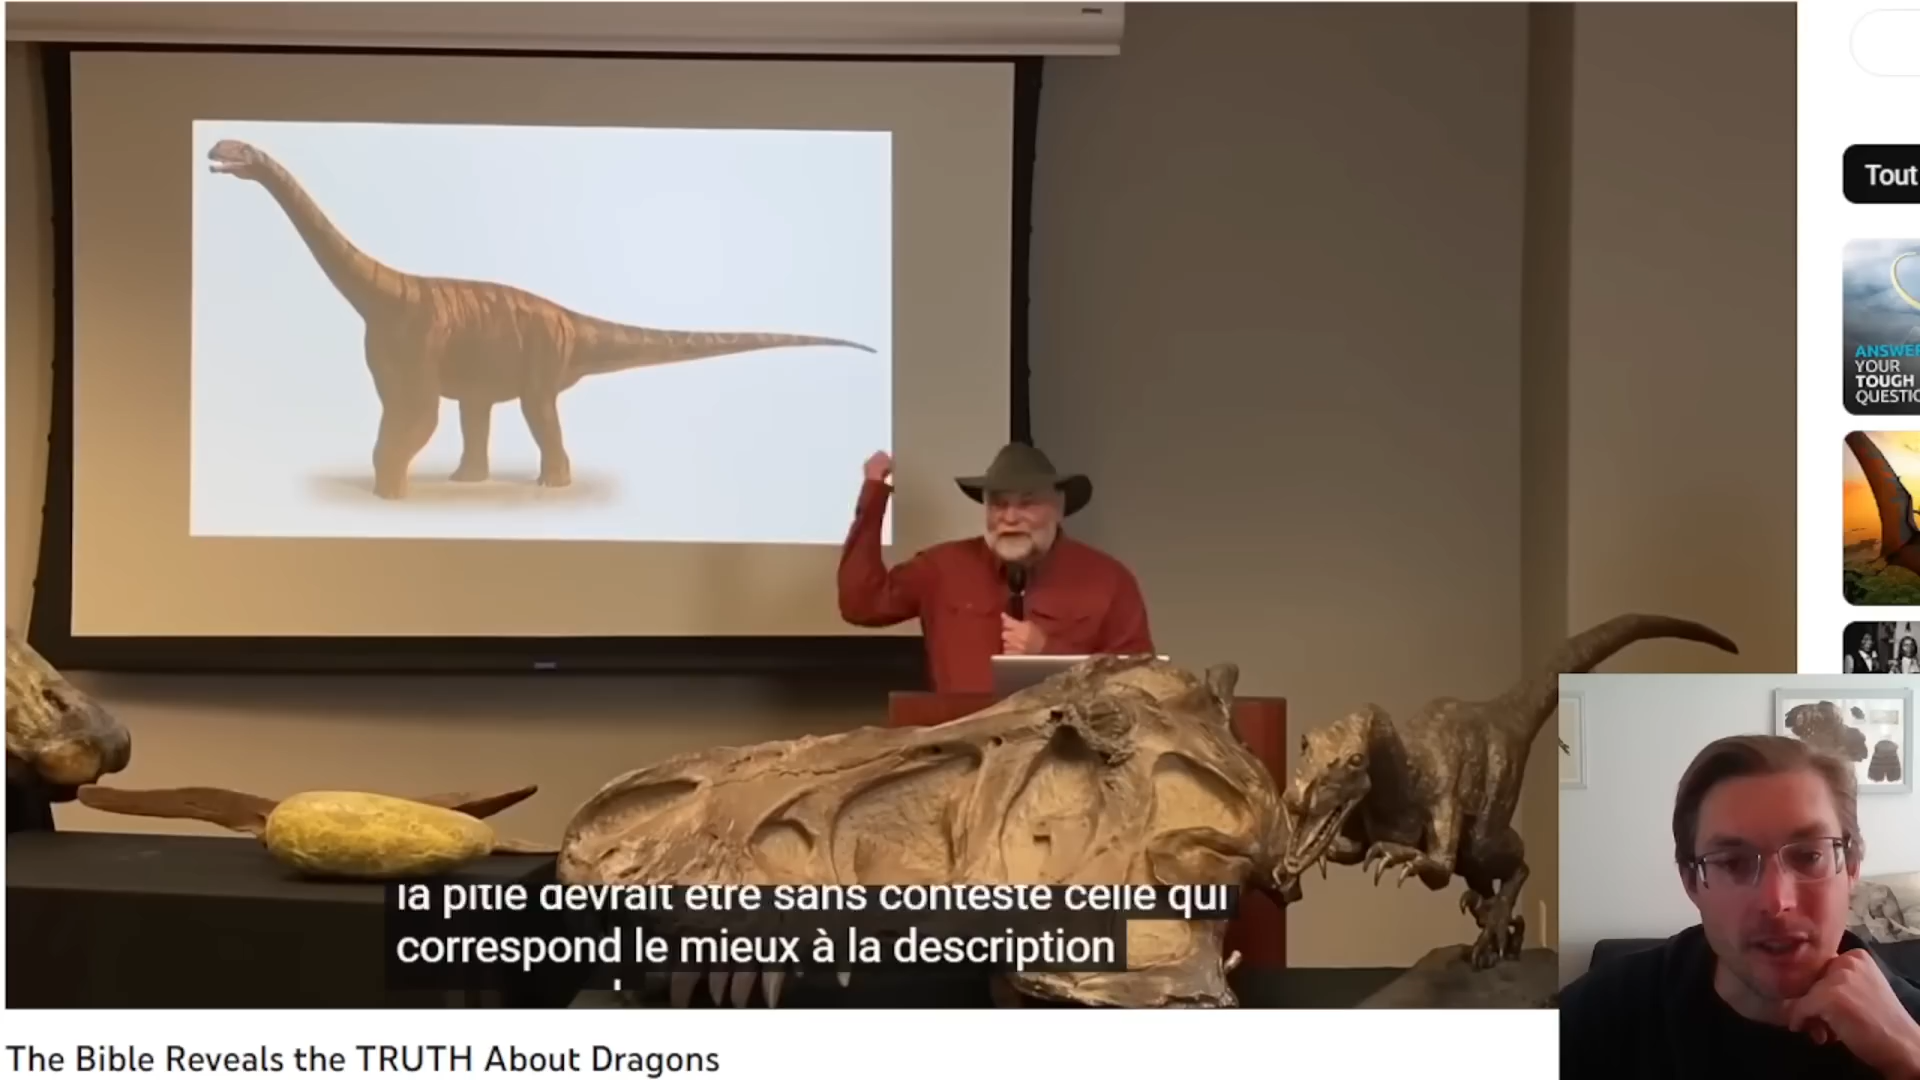 Tout
ANSWE
YOUR
TOUGH
QUESTIO
la pitié devrait être sans conteste celle qui
correspond le mieux à la description
The Bible Reveals the TRUTH About Dragons